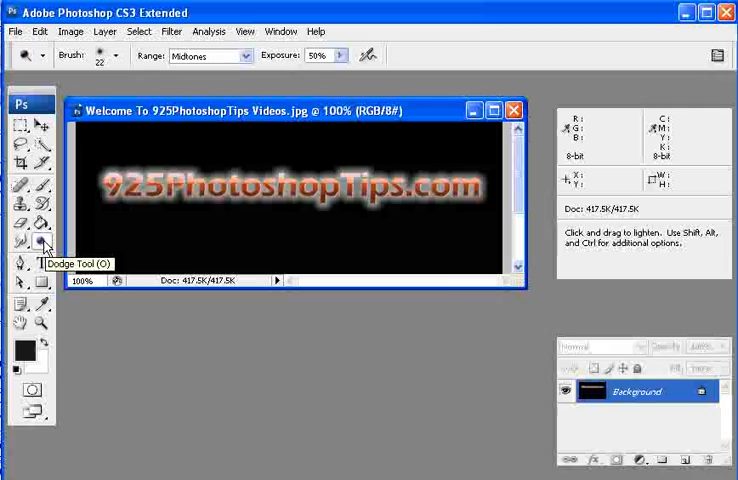 Ps Adobe Photoshop CS3 Extended
File Edit Image Layer Select Filter Analysis View Window Help
Brush: 22 Range: Midtones Exposure: 50%
Ps
Welcome To 925PhotoshopTips Videos.jpg @ 100% (RGB/8#)
925PhotoshopTips.com
100% Doc: 417.5K/417.5K
Dodge Tool (O)
T
R: C:
G: M:
B: Y:
K:
8-bit 8-bit
X: W:
Y: H:
Doc: 417.5K/417.5K
Click and drag to lighten. Use Shift, Alt,
and Ctrl for additional options.
Normal Opacity:
Fill:
Background
fx